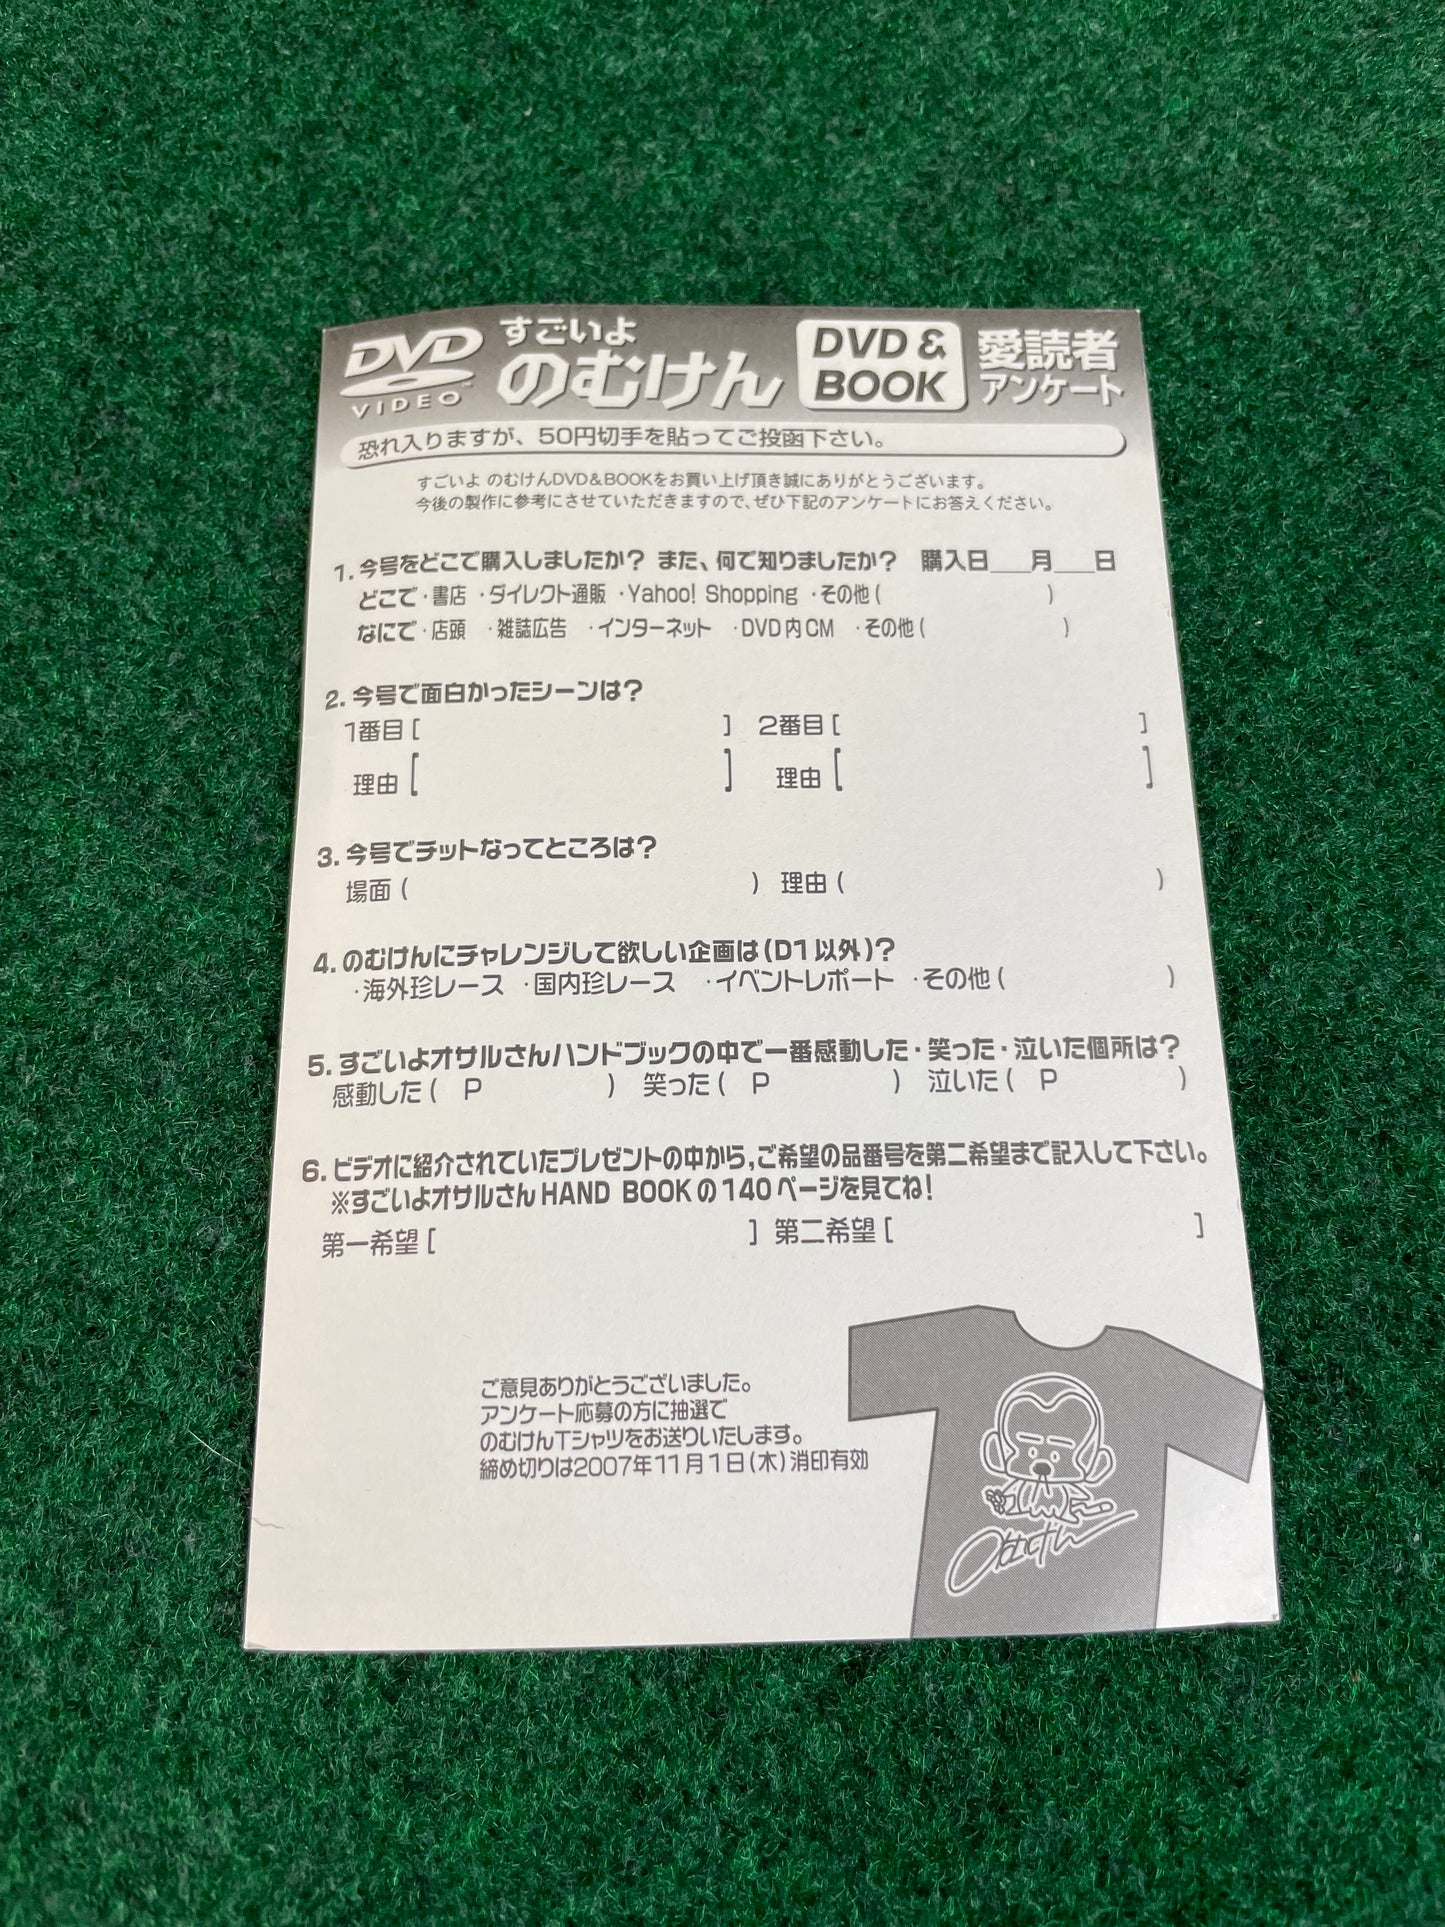 DVD VIDEO
すごいよ
のむけん
DVD &
BOOK
愛読者
アンケート
恐れ入りますが、50円切手を貼ってご投函下さい。
すごいよ のむけんDVD&BOOKをお買い上げ頂き誠にありがとうございます。
今後の製作に参考にさせていただきますので、ぜひ下記のアンケートにお答えください。
1. 今号をどこで購入しましたか? また、何で知りましたか? 購入日___月___日
どこで・書店 ・ダイレクト通販 ・Yahoo! Shopping ・その他( )
なにで・店頭 ・雑誌広告 ・インターネット ・DVD内CM ・その他( )
2. 今号で面白かったシーンは?
1番目[ ] 2番目[ ]
理由[ ] 理由[ ]
3. 今号でチットなってところは?
場面( ) 理由( )
4. のむけんにチャレンジして欲しい企画は(D1以外)?
・海外珍レース ・国内珍レース ・イベントレポート ・その他( )
5. すごいよオサルさんハンドブックの中で一番感動した・笑った・泣いた個所は?
感動した( P ) 笑った( P ) 泣いた( P )
6. ビデオに紹介されていたプレゼントの中から,ご希望の品番号を第二希望まで記入して下さい。
※すごいよオサルさん HAND BOOKの140ページを見てね!
第一希望[ ] 第二希望[ ]
ご意見ありがとうございました。
アンケート応募の方に抽選で
のむけんTシャツをお送りいたします。
締め切りは2007年11月1日(木)消印有効
のむけん